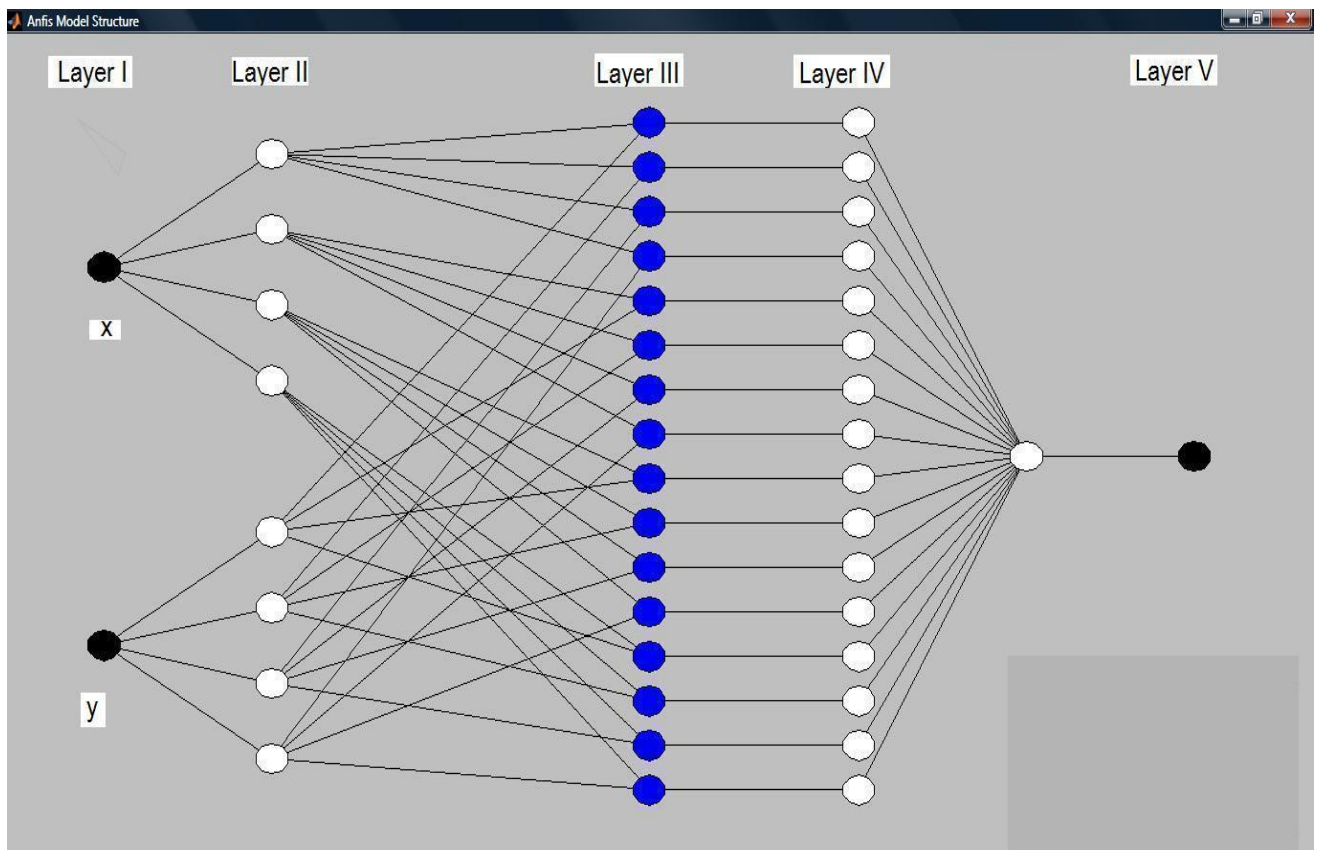 Anfis Model Structure
Layer I
Layer II
Layer III
Layer IV
Layer V
x
y